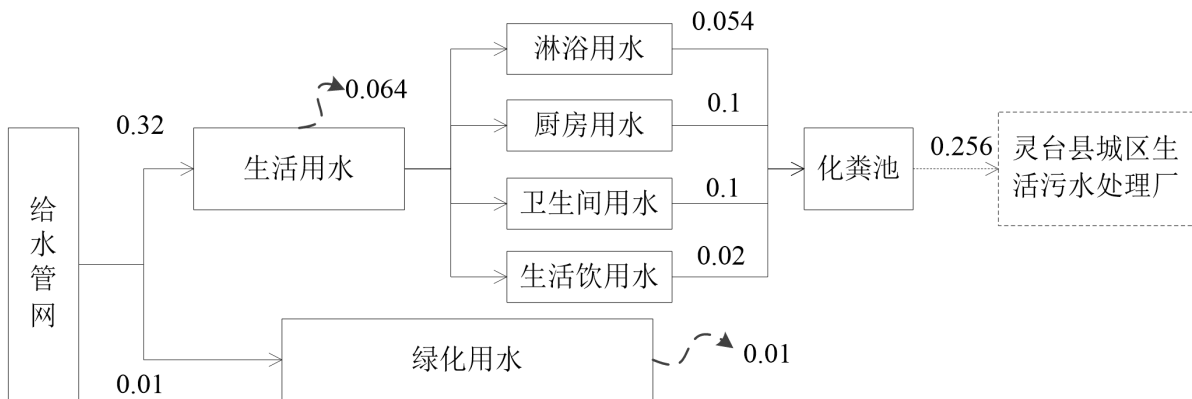 淋浴用水
0.054
0.064
厨房用水
0.1
0.32
生活用水
化粪池
0.256
灵台县城区生
活污水处理厂
卫生间用水
0.1
给水管网
生活饮用水
0.02
绿化用水
0.01
0.01